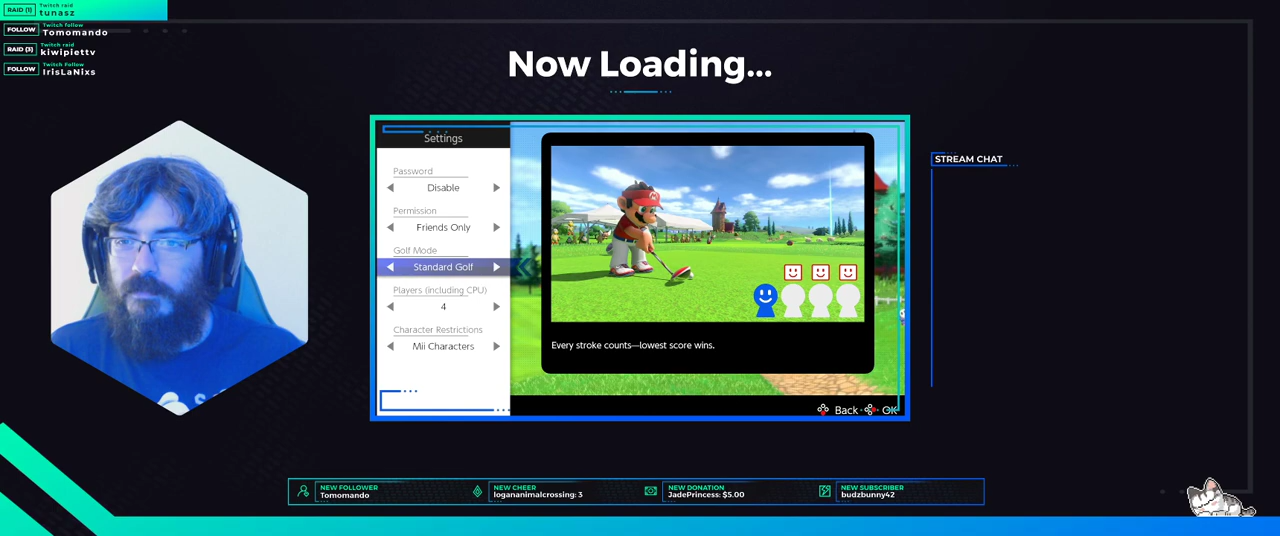 RAID (1)
Twitch raid
tunasz
FOLLOW
Twitch follow
Tomomando
RAID (3)
Twitch raid
kiwipiettv
FOLLOW
Twitch Follow
IrisLaNixs
Now Loading...
Settings
Password
Disable
Permission
Friends Only
Golf Mode
Standard Golf
Players (including CPU)
4
Character Restrictions
Mii Characters
Every stroke counts—lowest score wins.
Back
OK
STREAM CHAT
NEW FOLLOWER
Tomomando
NEW CHEER
logananimalcrossing: 3
NEW DONATION
JadePrincess: $5.00
NEW SUBSCRIBER
budzbunny42